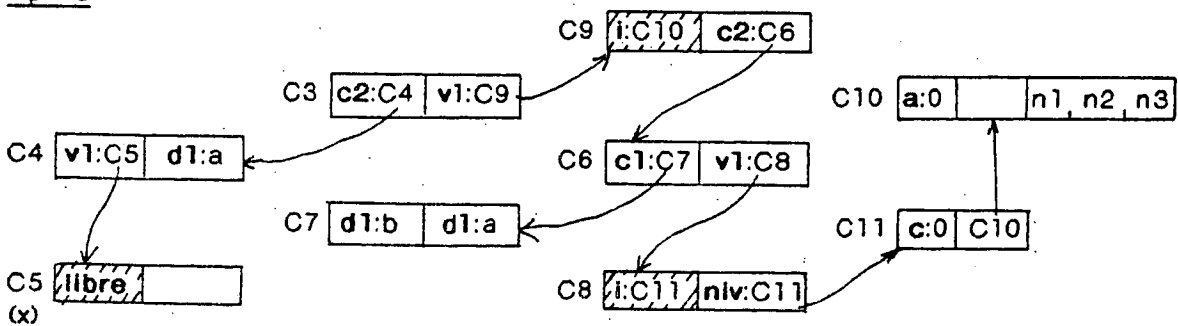 C9 i:C10 c2:C6
C3 c2:C4 v1:C9
C10 a:0 n1 n2 n3
C4 v1:C5 d1:a
C6 c1:C7 v1:C8
C7 d1:b d1:a
C11 c:0 C10
C5 libre
C8 i:C11 niv:C11
(x)